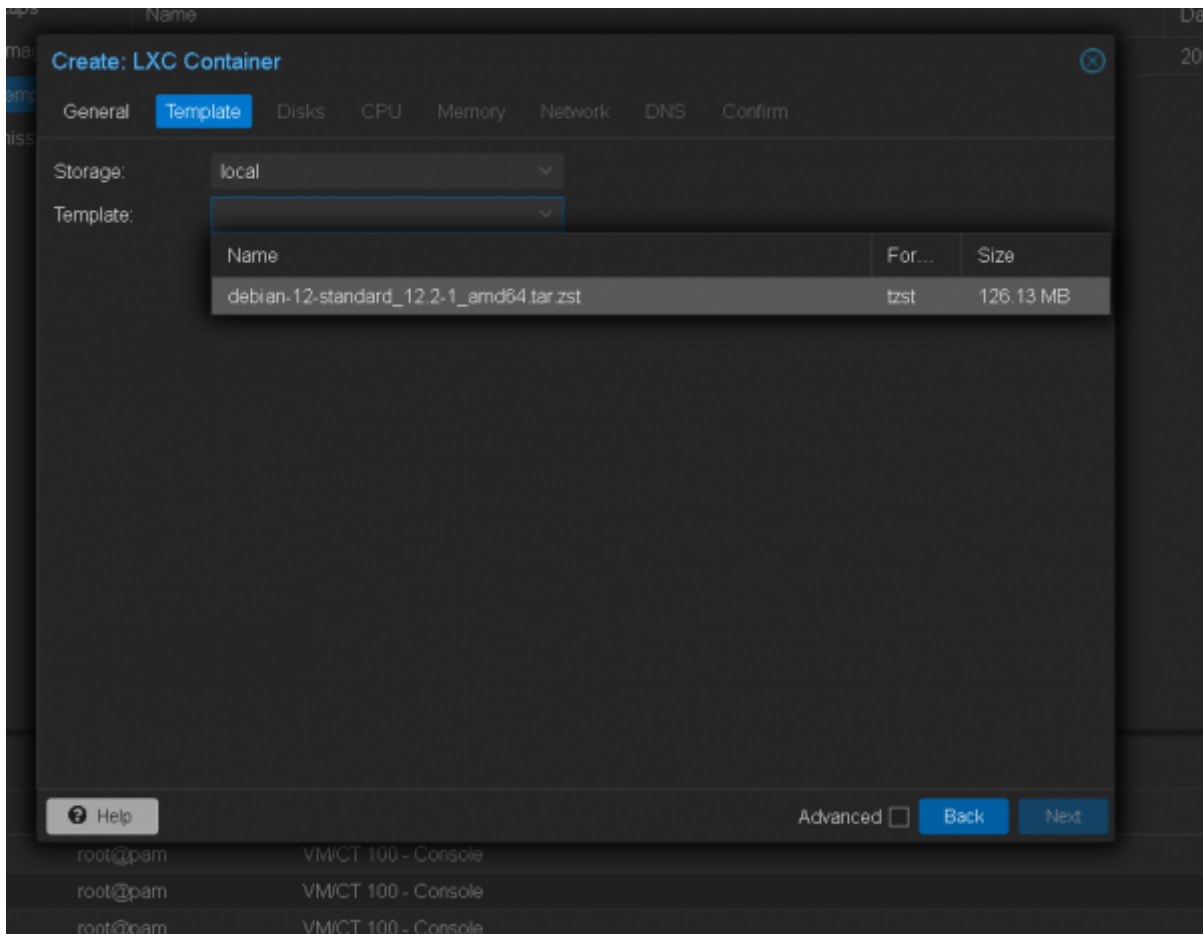 Name
Create: LXC Container
20
General Template Disks CPU Memory Network DNS Confirm
Storage: local
Template:
Name For... Size
debian-12-standard_12.2-1_amd64.tar.zst tzst 126.13 MB
Help Advanced Back Next
root@pam VM/CT 100 - Console
root@pam VM/CT 100 - Console
root@pam VM/CT 100 - Console